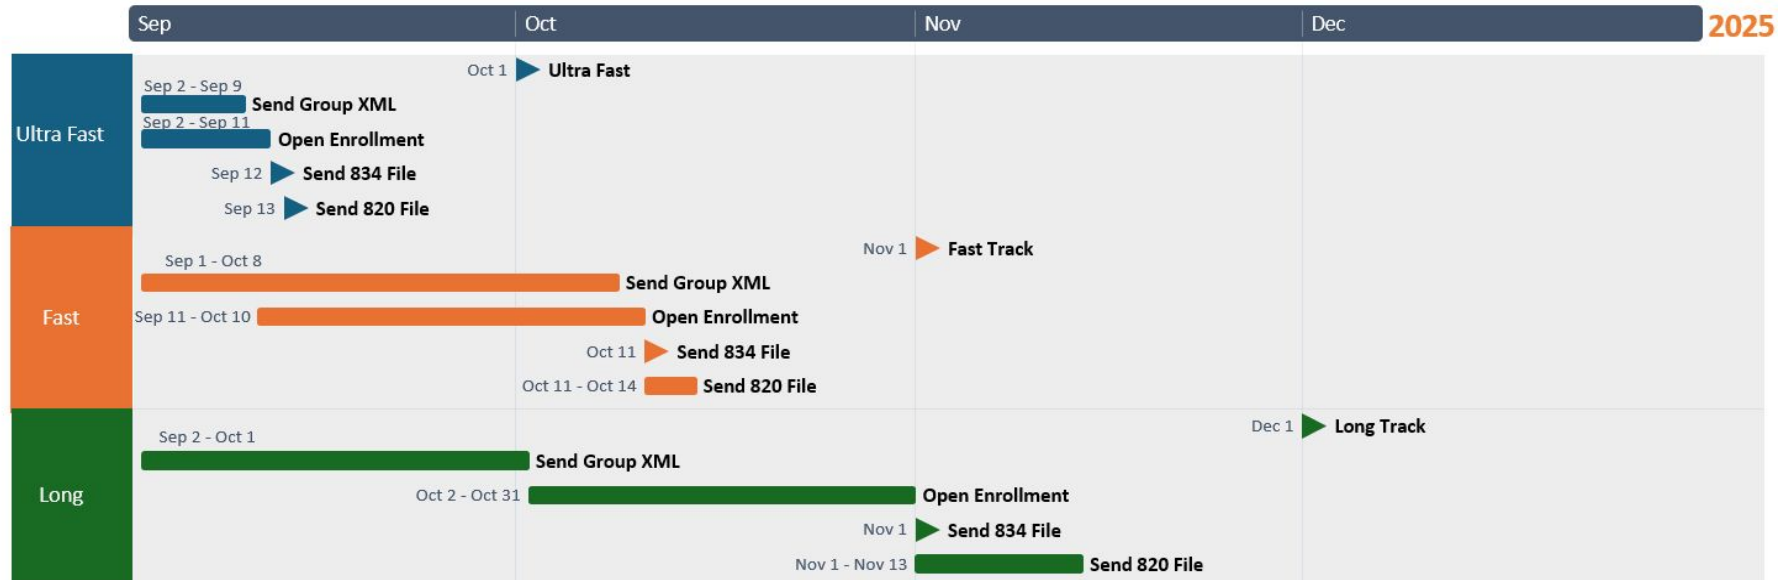 Sep Oct Nov Dec 2025
Ultra Fast
Oct 1 Ultra Fast
Sep 2 - Sep 9
Send Group XML
Sep 2 - Sep 11
Open Enrollment
Sep 12 Send 834 File
Sep 13 Send 820 File
Fast
Nov 1 Fast Track
Sep 1 - Oct 8
Send Group XML
Sep 11 - Oct 10 Open Enrollment
Oct 11 Send 834 File
Oct 11 - Oct 14 Send 820 File
Long
Dec 1 Long Track
Sep 2 - Oct 1
Send Group XML
Oct 2 - Oct 31 Open Enrollment
Nov 1 Send 834 File
Nov 1 - Nov 13 Send 820 File